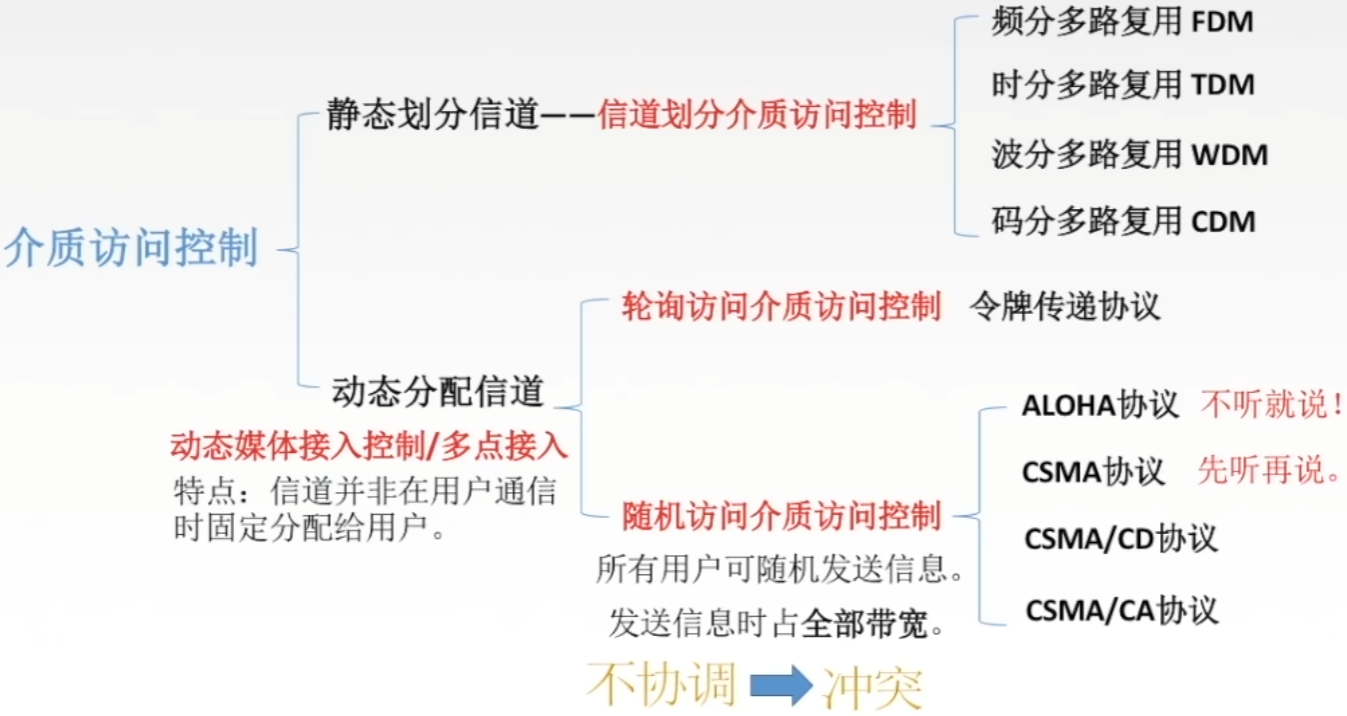 频分多路复用 FDM
时分多路复用 TDM
静态划分信道——信道划分介质访问控制
波分多路复用 WDM
码分多路复用 CDM
介质访问控制
轮询访问介质访问控制 令牌传递协议
动态分配信道
ALOHA协议 不听就说！
动态媒体接入控制/多点接入
CSMA协议 先听再说。
特点：信道并非在用户通信
时固定分配给用户。
随机访问介质访问控制
CSMA/CD协议
所有用户可随机发送信息。
CSMA/CA协议
发送信息时占全部带宽。
不协调 冲突